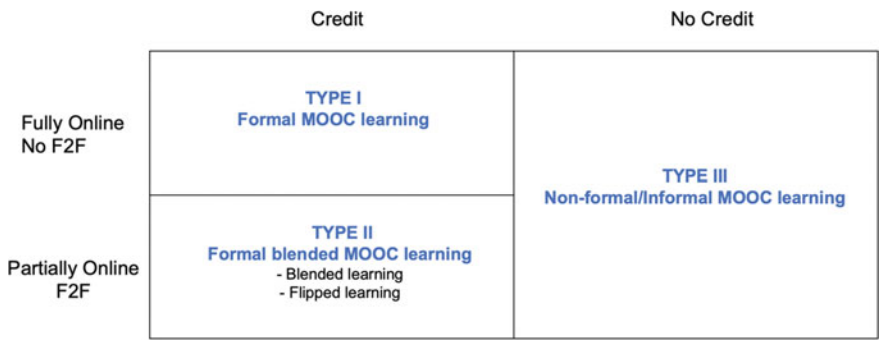 Credit
No Credit
Fully Online
No F2F
TYPE I
Formal MOOC learning
TYPE III
Non-formal/Informal MOOC learning
Partially Online
F2F
TYPE II
Formal blended MOOC learning
- Blended learning
- Flipped learning